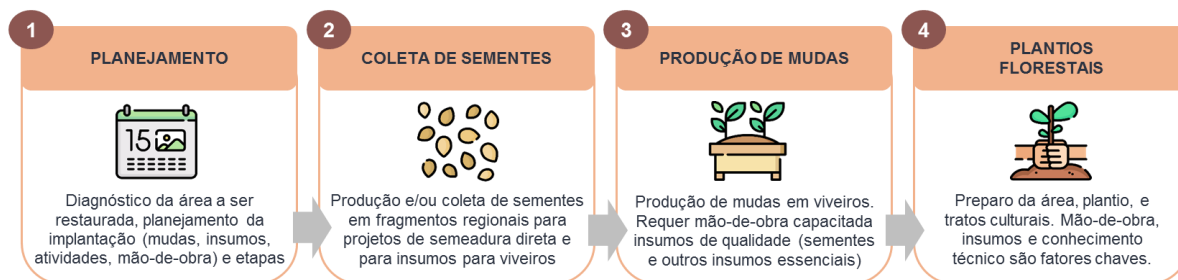 1
PLANEJAMENTO
15
Diagnóstico da área a ser
restaurada, planejamento da
implantação (mudas, insumos,
atividades, mão-de-obra) e etapas
2
COLETA DE SEMENTES
Produção e/ou coleta de sementes
em fragmentos regionais para
projetos de semeadura direta e
para insumos para viveiros
3
PRODUÇÃO DE MUDAS
Produção de mudas em viveiros.
Requer mão-de-obra capacitada
insumos de qualidade (sementes
e outros insumos essenciais)
4
PLANTIOS
FLORESTAIS
Preparo da área, plantio, e
tratos culturais. Mão-de-obra,
insumos e conhecimento
técnico são fatores chaves.